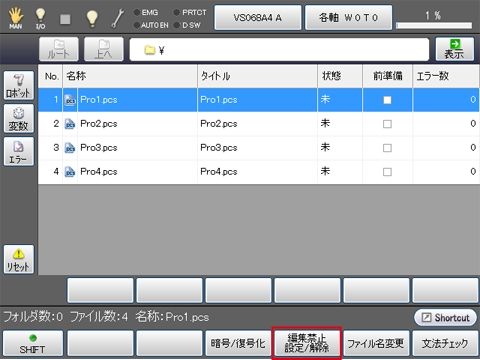 EMG PRTCT
MAN I/O AUTO EN D SW
VS068A4 A
各軸 W0T0
1 %
ルート
上へ
¥
表示
No. 名称 タイトル 状態 前準備 エラー数
1 Pro1.pcs Pro1.pcs 未 0
2 Pro2.pcs Pro2.pcs 未 0
3 Pro3.pcs Pro3.pcs 未 0
4 Pro4.pcs Pro4.pcs 未 0
ロボット
変数
エラー
リセット
フォルダ数:0 ファイル数:4 名称:Pro1.pcs
Shortcut
SHIFT
暗号/復号化
編集禁止
設定/解除
ファイル名変更
文法チェック